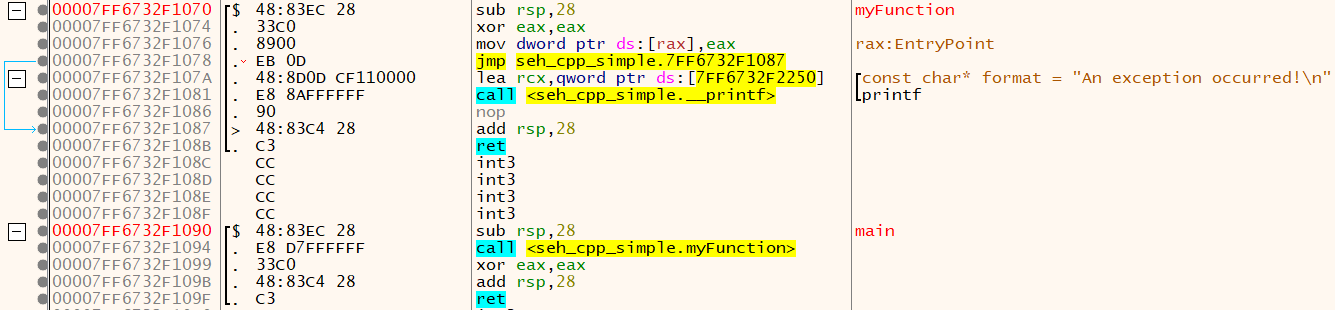 00007FF6732F1070 $ 48:83EC 28 sub rsp,28 myFunction
00007FF6732F1074 . 33C0 xor eax,eax
00007FF6732F1076 . 8900 mov dword ptr ds:[rax],eax rax:EntryPoint
00007FF6732F1078 . EB 0D jmp seh_cpp_simple.7FF6732F1087
00007FF6732F107A . 48:8D0D CF110000 lea rcx,qword ptr ds:[7FF6732F2250] const char* format = "An exception occurred!\n"
00007FF6732F1081 . E8 8AFFFFFF call <seh_cpp_simple.__printf> printf
00007FF6732F1086 . 90 nop
00007FF6732F1087 > 48:83C4 28 add rsp,28
00007FF6732F108B . C3 ret
00007FF6732F108C CC int3
00007FF6732F108D CC int3
00007FF6732F108E CC int3
00007FF6732F108F CC int3
00007FF6732F1090 $ 48:83EC 28 sub rsp,28 main
00007FF6732F1094 . E8 D7FFFFFF call <seh_cpp_simple.myFunction>
00007FF6732F1099 . 33C0 xor eax,eax
00007FF6732F109B . 48:83C4 28 add rsp,28
00007FF6732F109F . C3 ret